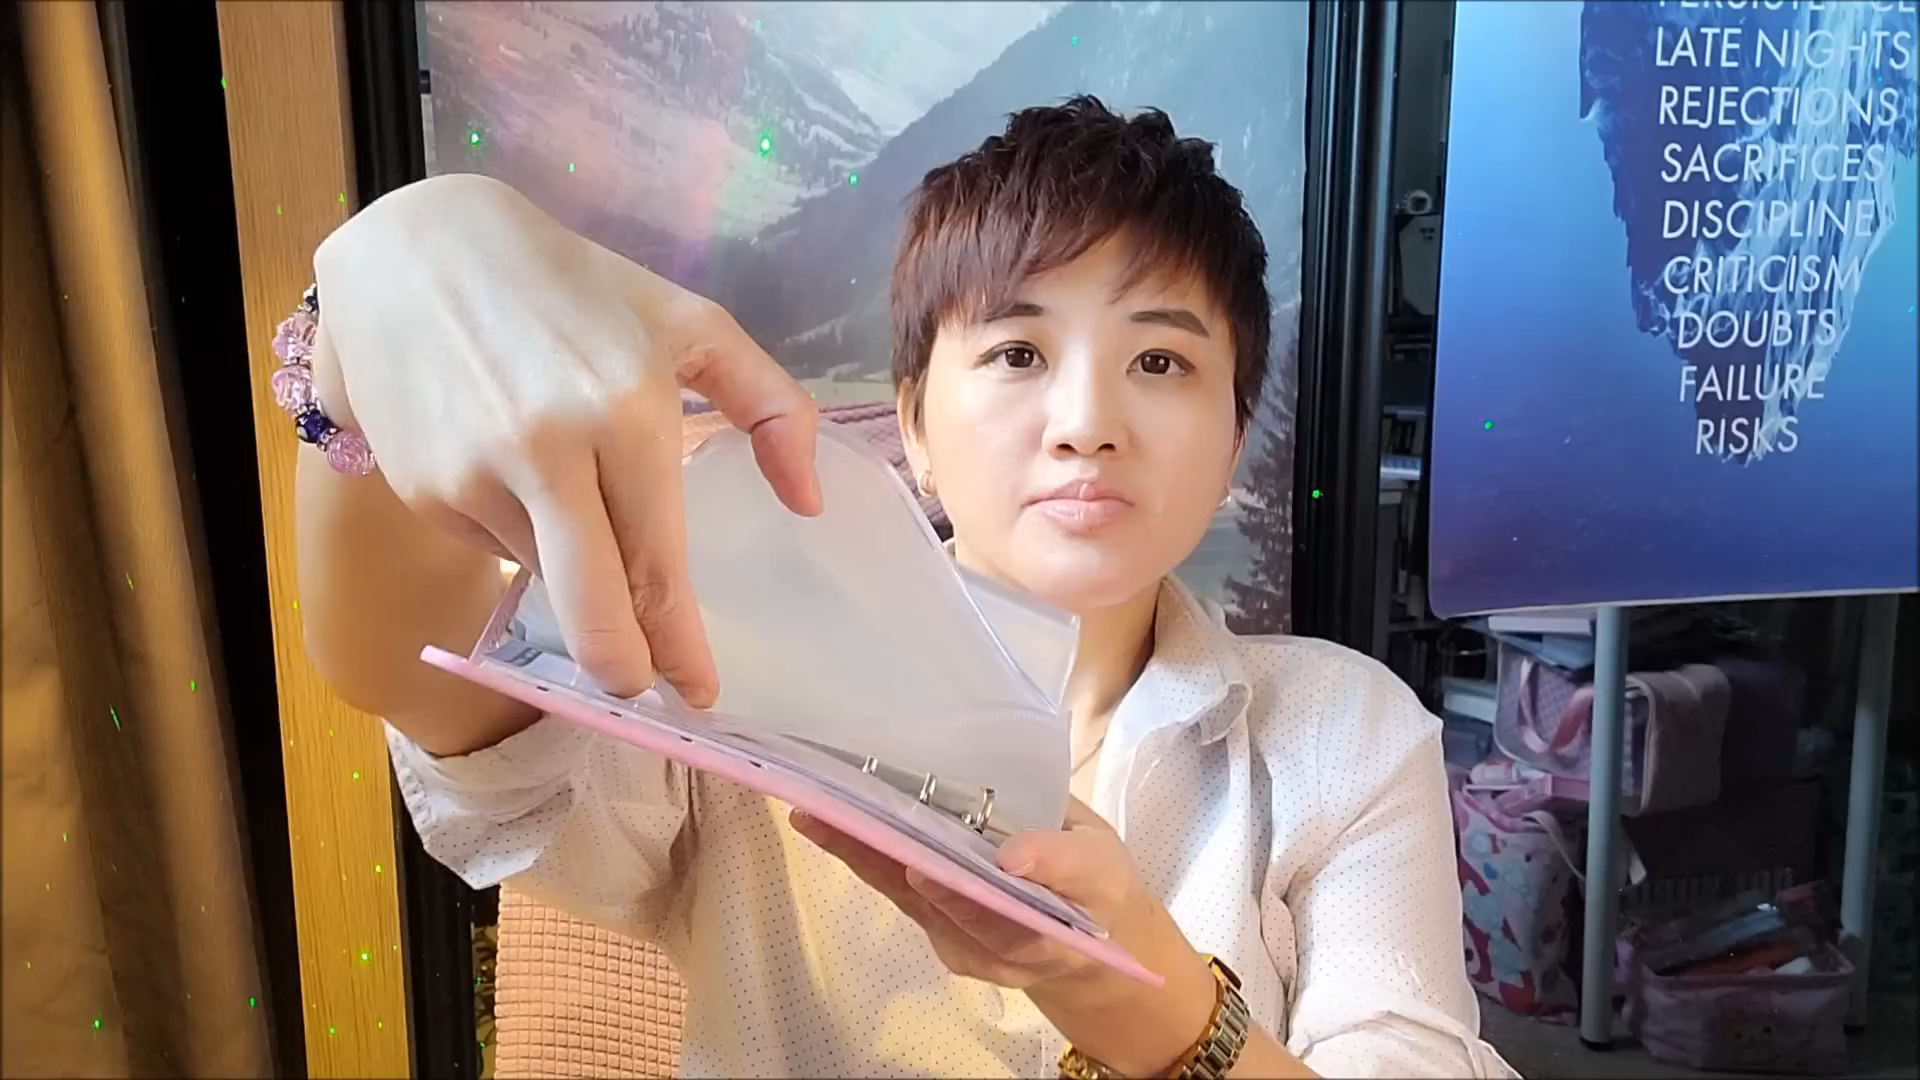 LATE NIGHTS
REJECTIONS
SACRIFICES
DISCIPLINE
CRITICISM
DOUBTS
FAILURE
RISKS